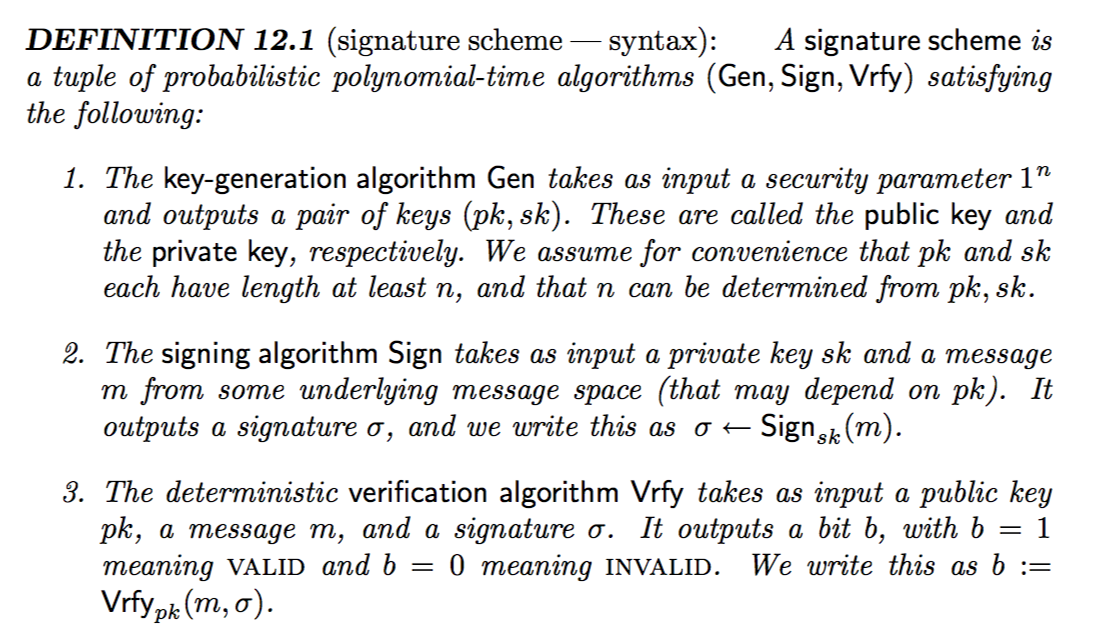 DEFINITION 12.1 (signature scheme — syntax): A signature scheme is
a tuple of probabilistic polynomial-time algorithms (Gen, Sign, Vrfy) satisfying
the following:
1. The key-generation algorithm Gen takes as input a security parameter 1ⁿ
and outputs a pair of keys (pk, sk). These are called the public key and
the private key, respectively. We assume for convenience that pk and sk
each have length at least n, and that n can be determined from pk, sk.
2. The signing algorithm Sign takes as input a private key sk and a message
m from some underlying message space (that may depend on pk). It
outputs a signature σ, and we write this as σ ← Signₛₖ(m).
3. The deterministic verification algorithm Vrfy takes as input a public key
pk, a message m, and a signature σ. It outputs a bit b, with b = 1
meaning VALID and b = 0 meaning INVALID. We write this as b :=
Vrfyₚₖ(m, σ).